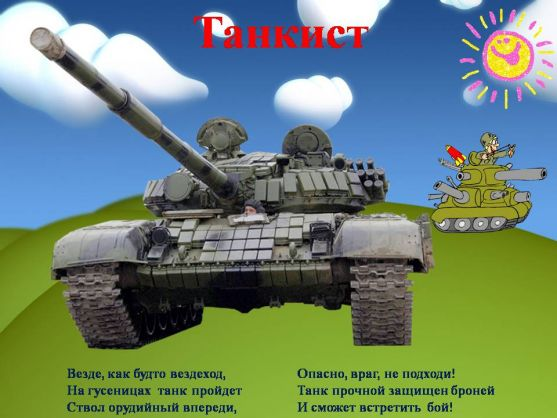 Танкист
Везде, как будто вездеход,
На гусеницах танк пройдет
Ствол орудийный впереди,
Опасно, враг, не подходи!
Танк прочной защищен броней
И сможет встретить бой!